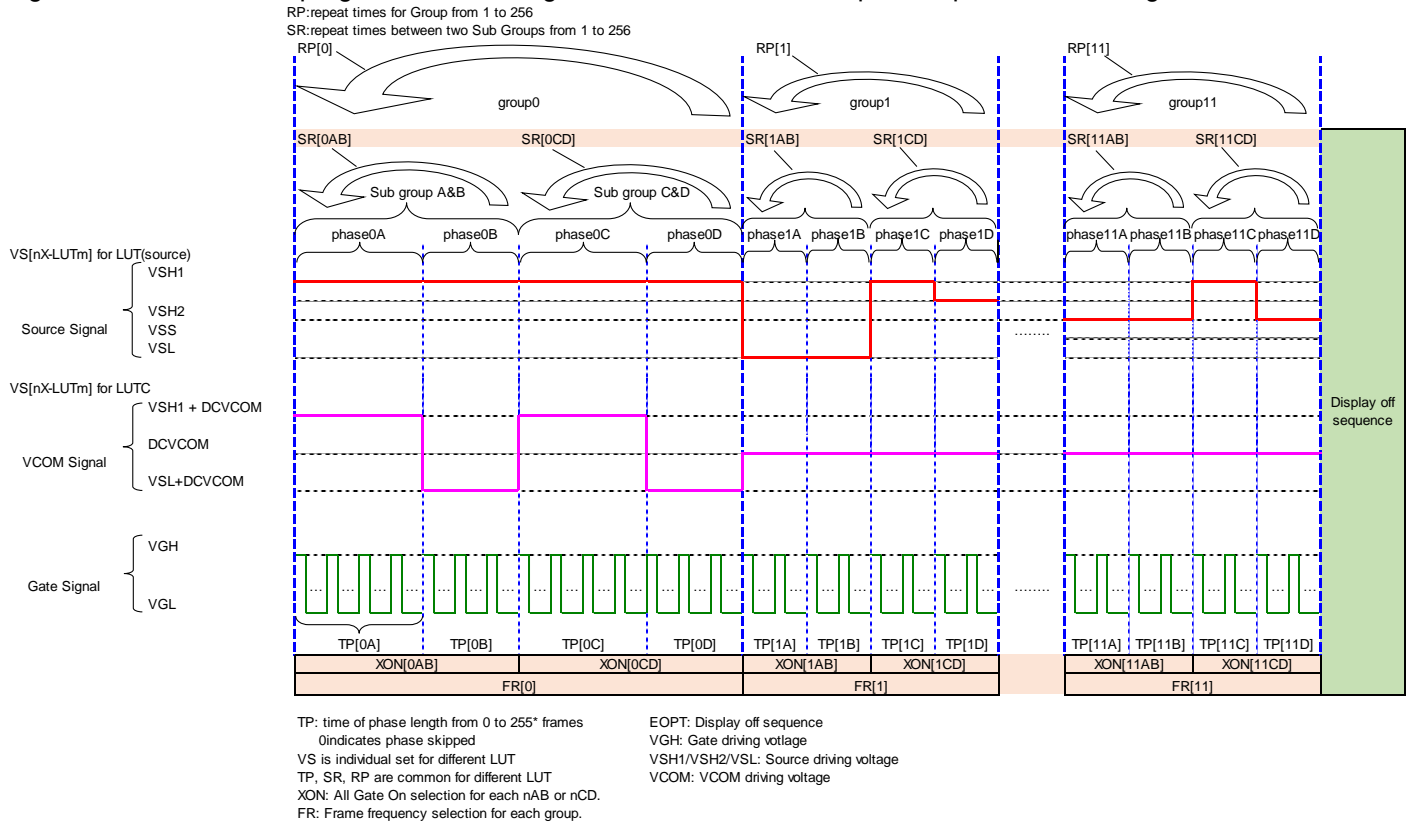 RP:repeat times for Group from 1 to 256
SR:repeat times between two Sub Groups from 1 to 256
RP[0] RP[1] RP[11]
group0 group1 group11
SR[0AB] SR[0CD] SR[1AB] SR[1CD] SR[11AB] SR[11CD]
Sub group A&B Sub group C&D
phase0A phase0B phase0C phase0D phase1A phase1B phase1C phase1D phase11A phase11B phase11C phase11D
VS[nX-LUTm] for LUT(source)
VSH1
VSH2
Source Signal
VSS
VSL
........
VS[nX-LUTm] for LUTC
VSH1 + DCVCOM
DCVCOM
VCOM Signal
VSL+DCVCOM
Display off
sequence
VGH
Gate Signal
VGL
... ... ... ... ... ... ... ... ........ ... ... ... ...
TP[0A] TP[0B] TP[0C] TP[0D] TP[1A] TP[1B] TP[1C] TP[1D] TP[11A] TP[11B] TP[11C] TP[11D]
XON[0AB] XON[0CD] XON[1AB] XON[1CD] XON[11AB] XON[11CD]
FR[0] FR[1] FR[11]
TP: time of phase length from 0 to 255* frames
0indicates phase skipped
VS is individual set for different LUT
TP, SR, RP are common for different LUT
XON: All Gate On selection for each nAB or nCD.
FR: Frame frequency selection for each group.
EOPT: Display off sequence
VGH: Gate driving votlage
VSH1/VSH2/VSL: Source driving voltage
VCOM: VCOM driving voltage